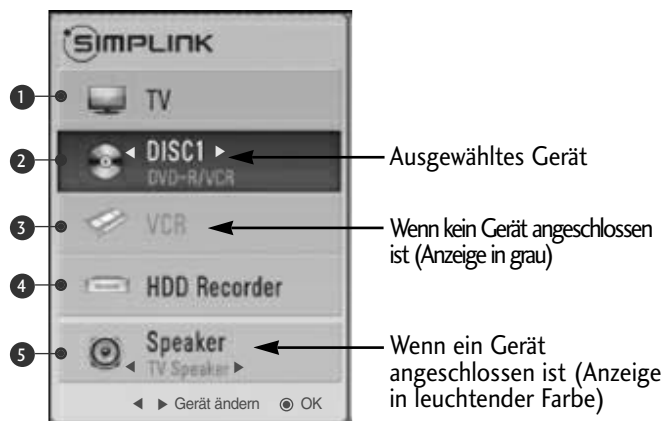 SIMPLINK
1 TV
2 ◀ DISC1 ▶
DVD-R/VCR
Ausgewähltes Gerät
3 VCR
Wenn kein Gerät angeschlossen
ist (Anzeige in grau)
4 HDD Recorder
5 Speaker
◀ TV Speaker ▶
Wenn ein Gerät
angeschlossen ist (Anzeige
in leuchtender Farbe)
◀ ▶ Gerät ändern ◉ OK